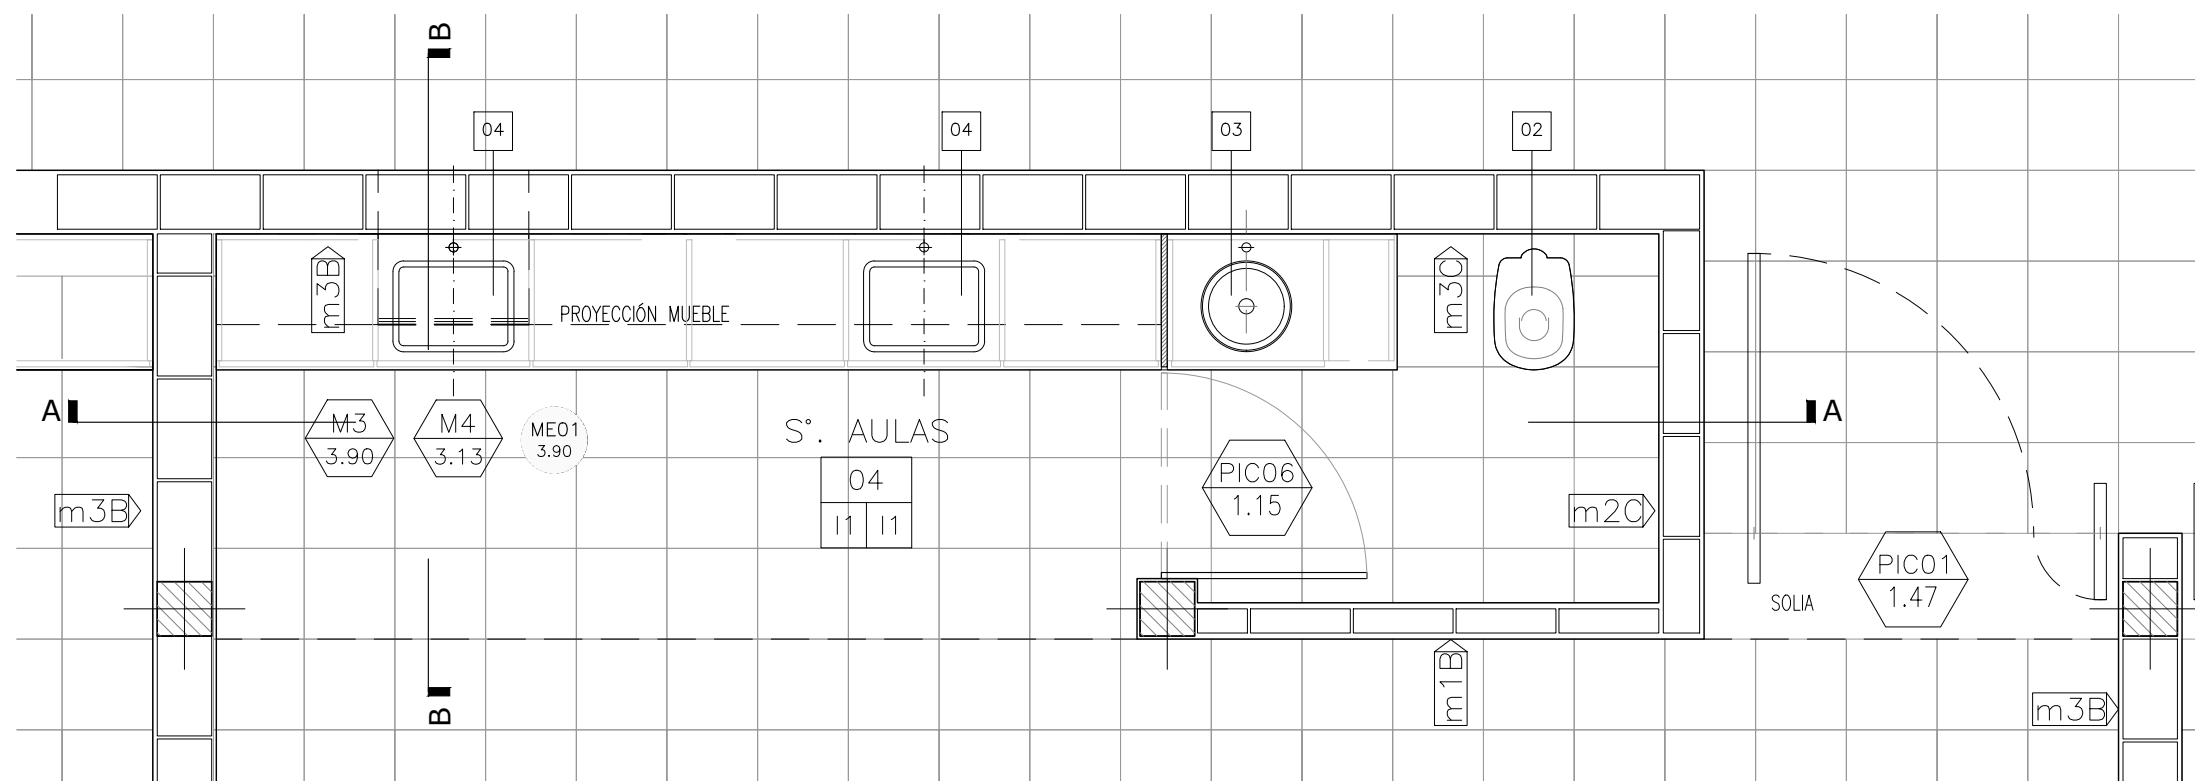 B
04
04
03
02
m3B
m3C
PROYECCIÓN MUEBLE
A
M3
3.90
M4
3.13
ME01
3.90
S°. AULAS
04
I1
I1
PIC06
1.15
A
m3B
m2C
PIC01
1.47
SOLIA
m1B
B
m3B